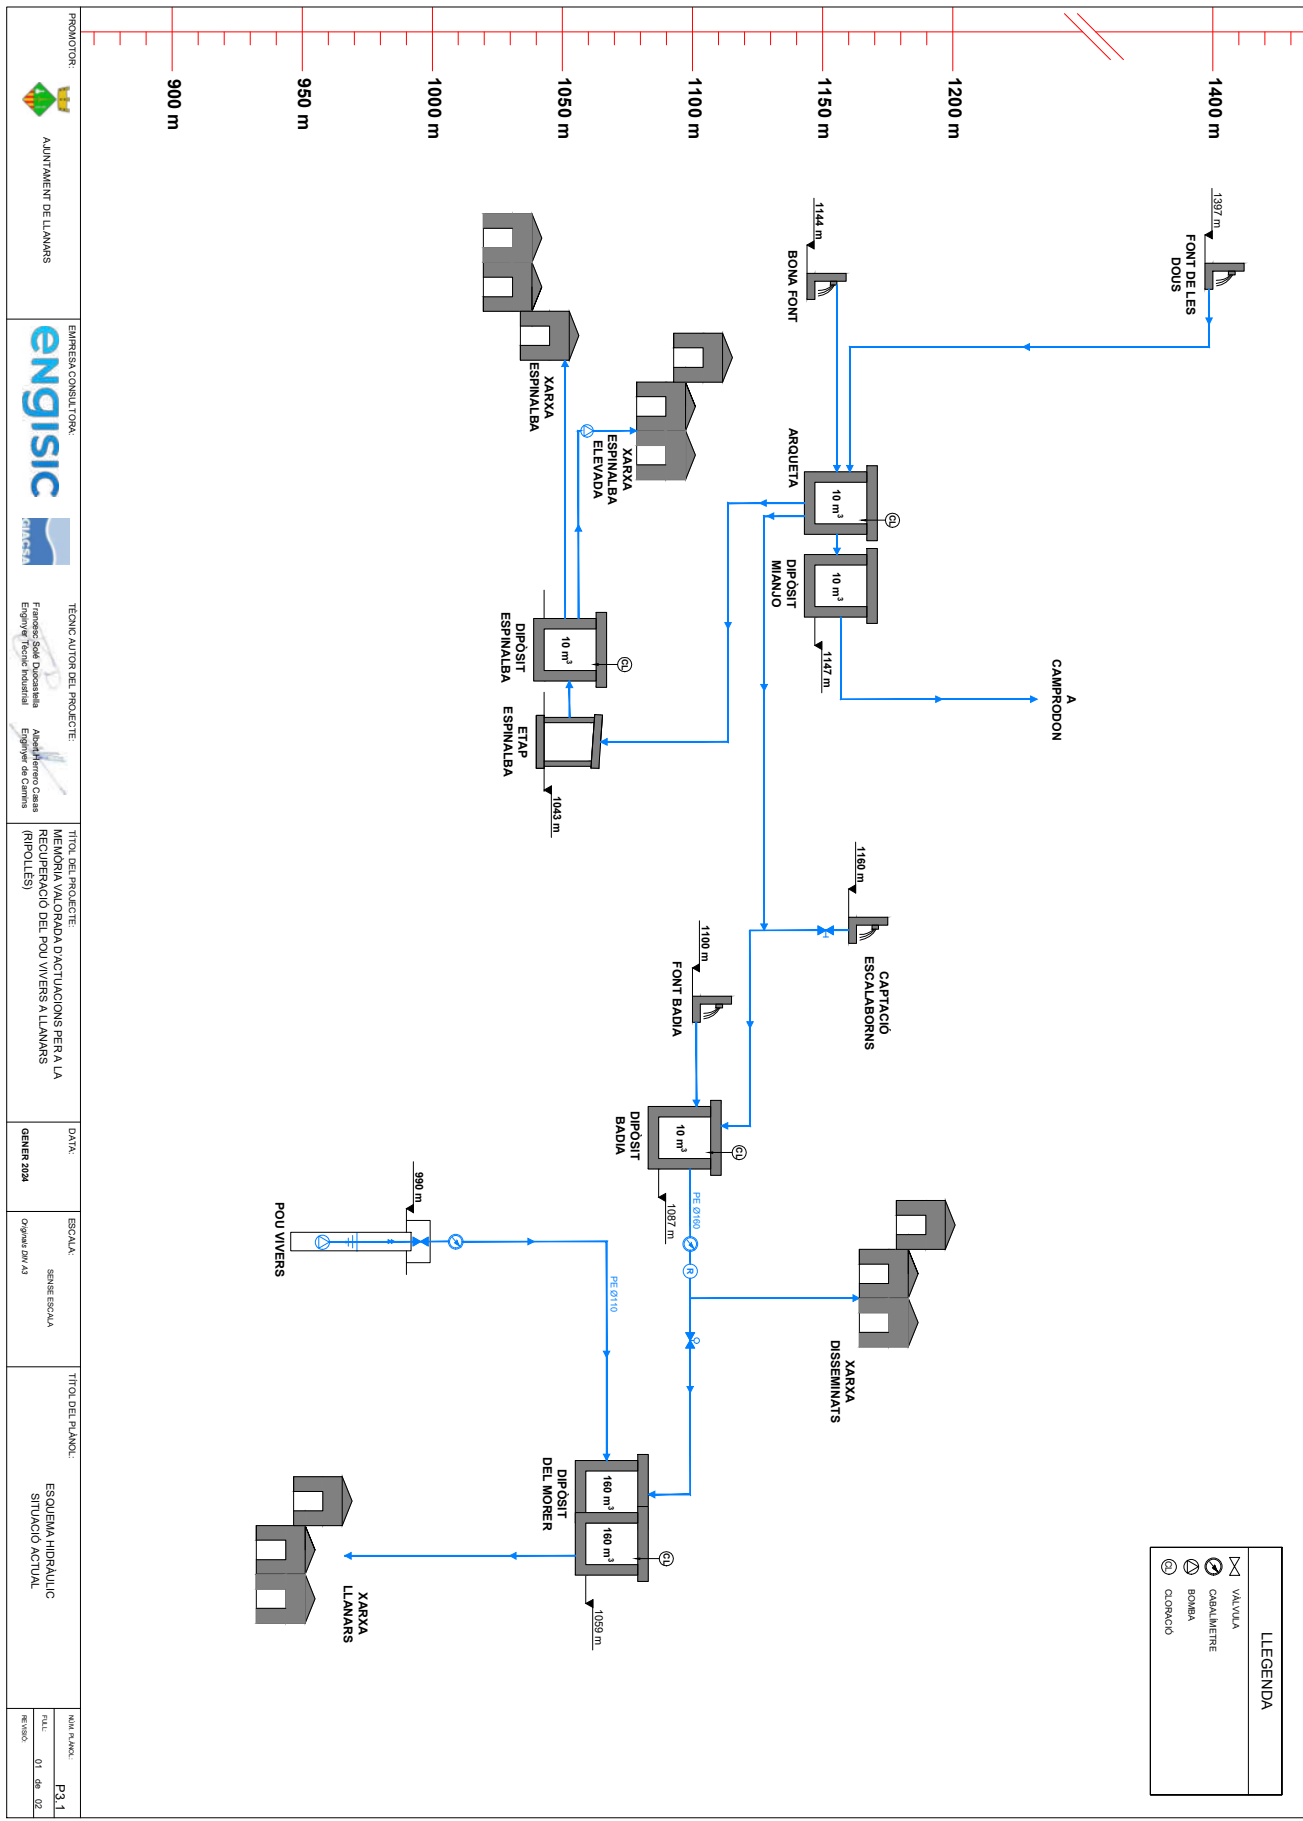 1400 m
1200 m
1150 m
1100 m
1050 m
1000 m
950 m
900 m
1397 m
FONT DE LES
DOUS
1144 m
BONA FONT
ARQUETA
10 m³
CL
DIPÒSIT
MIANJO
10 m³
1147 m
A
CAMPRODON
XARXA
ESPINALBA
XARXA
ESPINALBA
ELEVADA
DIPÒSIT
ESPINALBA
10 m³
CL
ETAP
ESPINALBA
1043 m
1160 m
CAPTACIÓ
ESCALABORNS
1100 m
FONT BADIA
DIPÒSIT
BADIA
10 m³
CL
1087 m
PE Ø160
R
XARXA
DISSEMINATS
990 m
POU VIVERS
PE Ø110
DIPÒSIT
DEL MORER
160 m³
160 m³
CL
1059 m
XARXA
LLANARS
LLEGENDA
VÀLVULA
CABALÍMETRE
BOMBA
CL CLORACIÓ
PROMOTOR:
AJUNTAMENT DE LLANARS
EMPRESA CONSULTORA:
engisic
GIACSA
TÈCNIC AUTOR DEL PROJECTE:
Francesc Solé Duocastella
Enginyer Tècnic Industrial
Albert Herrero Casas
Enginyer de Camins
TÍTOL DEL PROJECTE:
MEMÒRIA VALORADA D'ACTUACIONS PER A LA
RECUPERACIÓ DEL POU VIVERS A LLANARS
(RIPOLLÈS)
DATA:
GENER 2024
ESCALA:
SENSE ESCALA
Originals DIN A3
TÍTOL DEL PLÀNOL:
ESQUEMA HIDRÀULIC
SITUACIÓ ACTUAL
NÚM. PLÀNOL:
P3.1
FULL:
01 de 02
REVISIÓ: